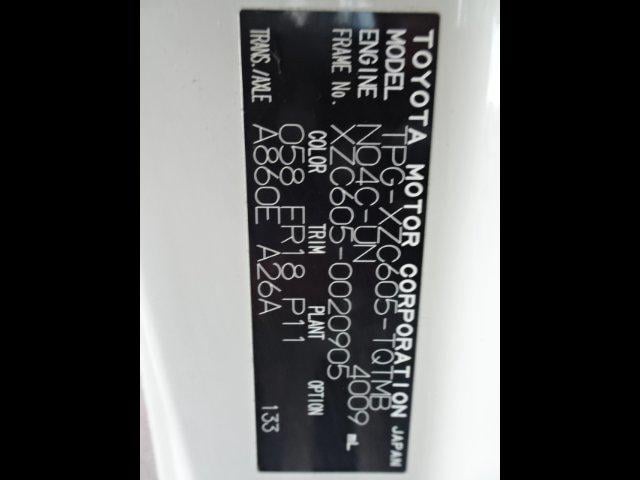 TOYOTA MOTOR CORPORATION JAPAN
MODEL TPG-XZC605-TQTMB
ENGINE N04C-UN 4009 mL
FRAME No. XZC605-0020905
COLOR TRIM PLANT OPTION
058 FR18 P11
TRANS./AXLE A860E A26A 133